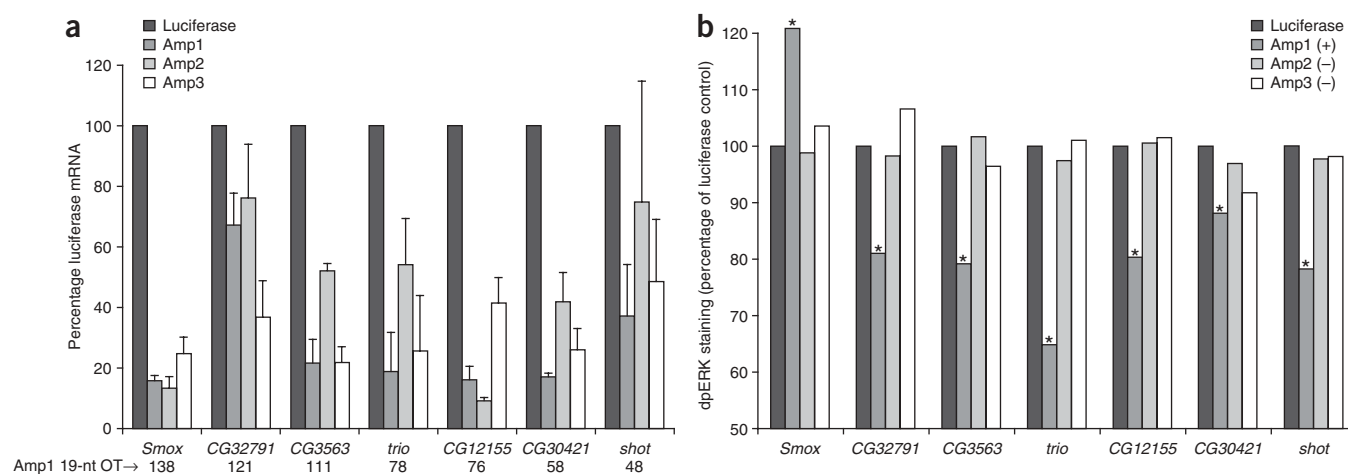 a
Luciferase
Amp1
Amp2
Amp3
Percentage luciferase mRNA
120
100
80
60
40
20
0
Smox CG32791 CG3563 trio CG12155 CG30421 shot
Amp1 19-nt OT→ 138 121 111 78 76 58 48
b
Luciferase
Amp1 (+)
Amp2 (–)
Amp3 (–)
dpERK staining (percentage of luciferase control)
120
110
100
90
80
70
60
50
* * * * * * *
Smox CG32791 CG3563 trio CG12155 CG30421 shot